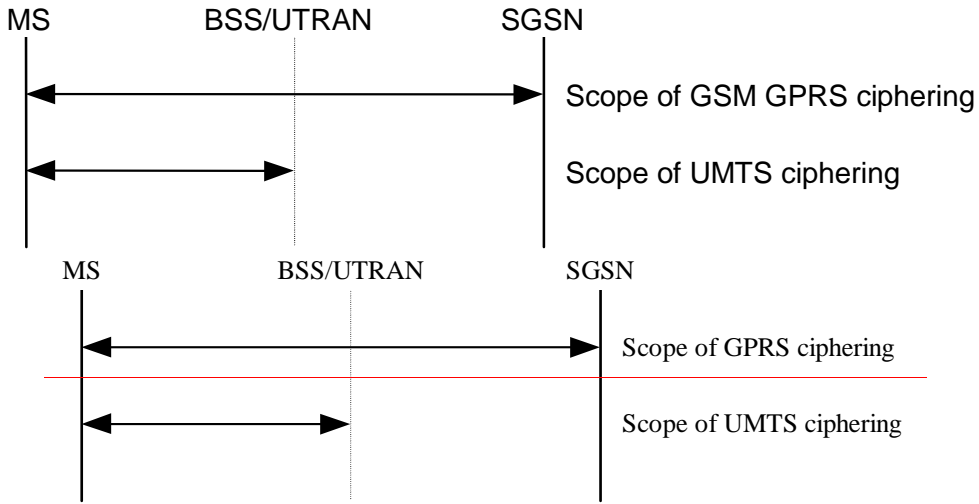 MS BSS/UTRAN SGSN
Scope of GSM GPRS ciphering
Scope of UMTS ciphering
MS BSS/UTRAN SGSN
Scope of GPRS ciphering
Scope of UMTS ciphering